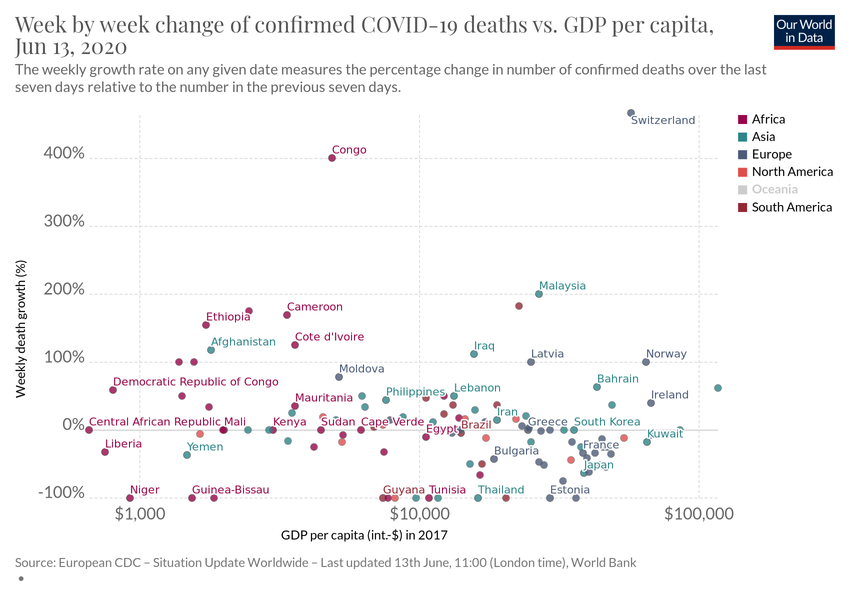 Week by week change of confirmed COVID-19 deaths vs. GDP per capita,
Jun 13, 2020
Our World
in Data
The weekly growth rate on any given date measures the percentage change in number of confirmed deaths over the last
seven days relative to the number in the previous seven days.
Switzerland
Africa
Asia
Europe
North America
Oceania
South America
400%
Congo
300%
200%
Malaysia
Cameroon
Ethiopia
Cote d'Ivoire
Afghanistan
Iraq
Latvia
Norway
100%
Moldova
Democratic Republic of Congo
Bahrain
Philippines
Lebanon
Mauritania
Ireland
Iran
0%
Central African Republic
Mali
Kenya
Sudan
Cape Verde
Egypt
Brazil
Greece
South Korea
Kuwait
Liberia
Yemen
Bulgaria
France
Japan
-100%
Niger
Guinea-Bissau
Guyana
Tunisia
Thailand
Estonia
$1,000
$10,000
$100,000
Weekly death growth (%)
GDP per capita (int.-$) in 2017
Source: European CDC – Situation Update Worldwide – Last updated 13th June, 11:00 (London time), World Bank